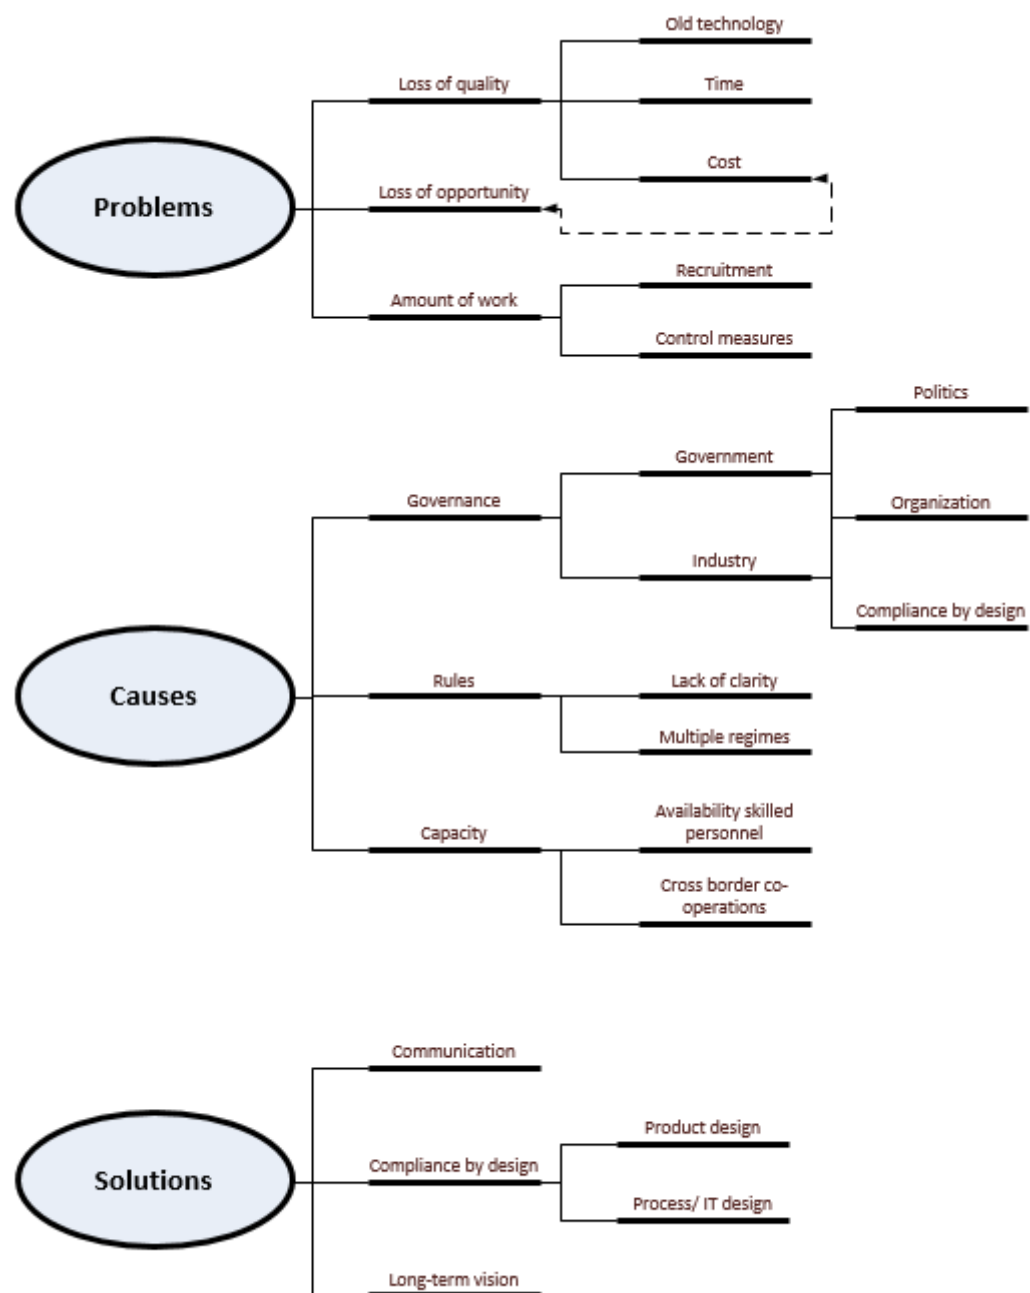 Old technology
Loss of quality
Time
Problems
Cost
Loss of opportunity
Recruitment
Amount of work
Control measures
Politics
Government
Governance
Organization
Industry
Compliance by design
Causes
Rules
Lack of clarity
Multiple regimes
Availability skilled
personnel
Capacity
Cross border co-
operations
Communication
Product design
Solutions
Compliance by design
Process/ IT design
Long-term vision